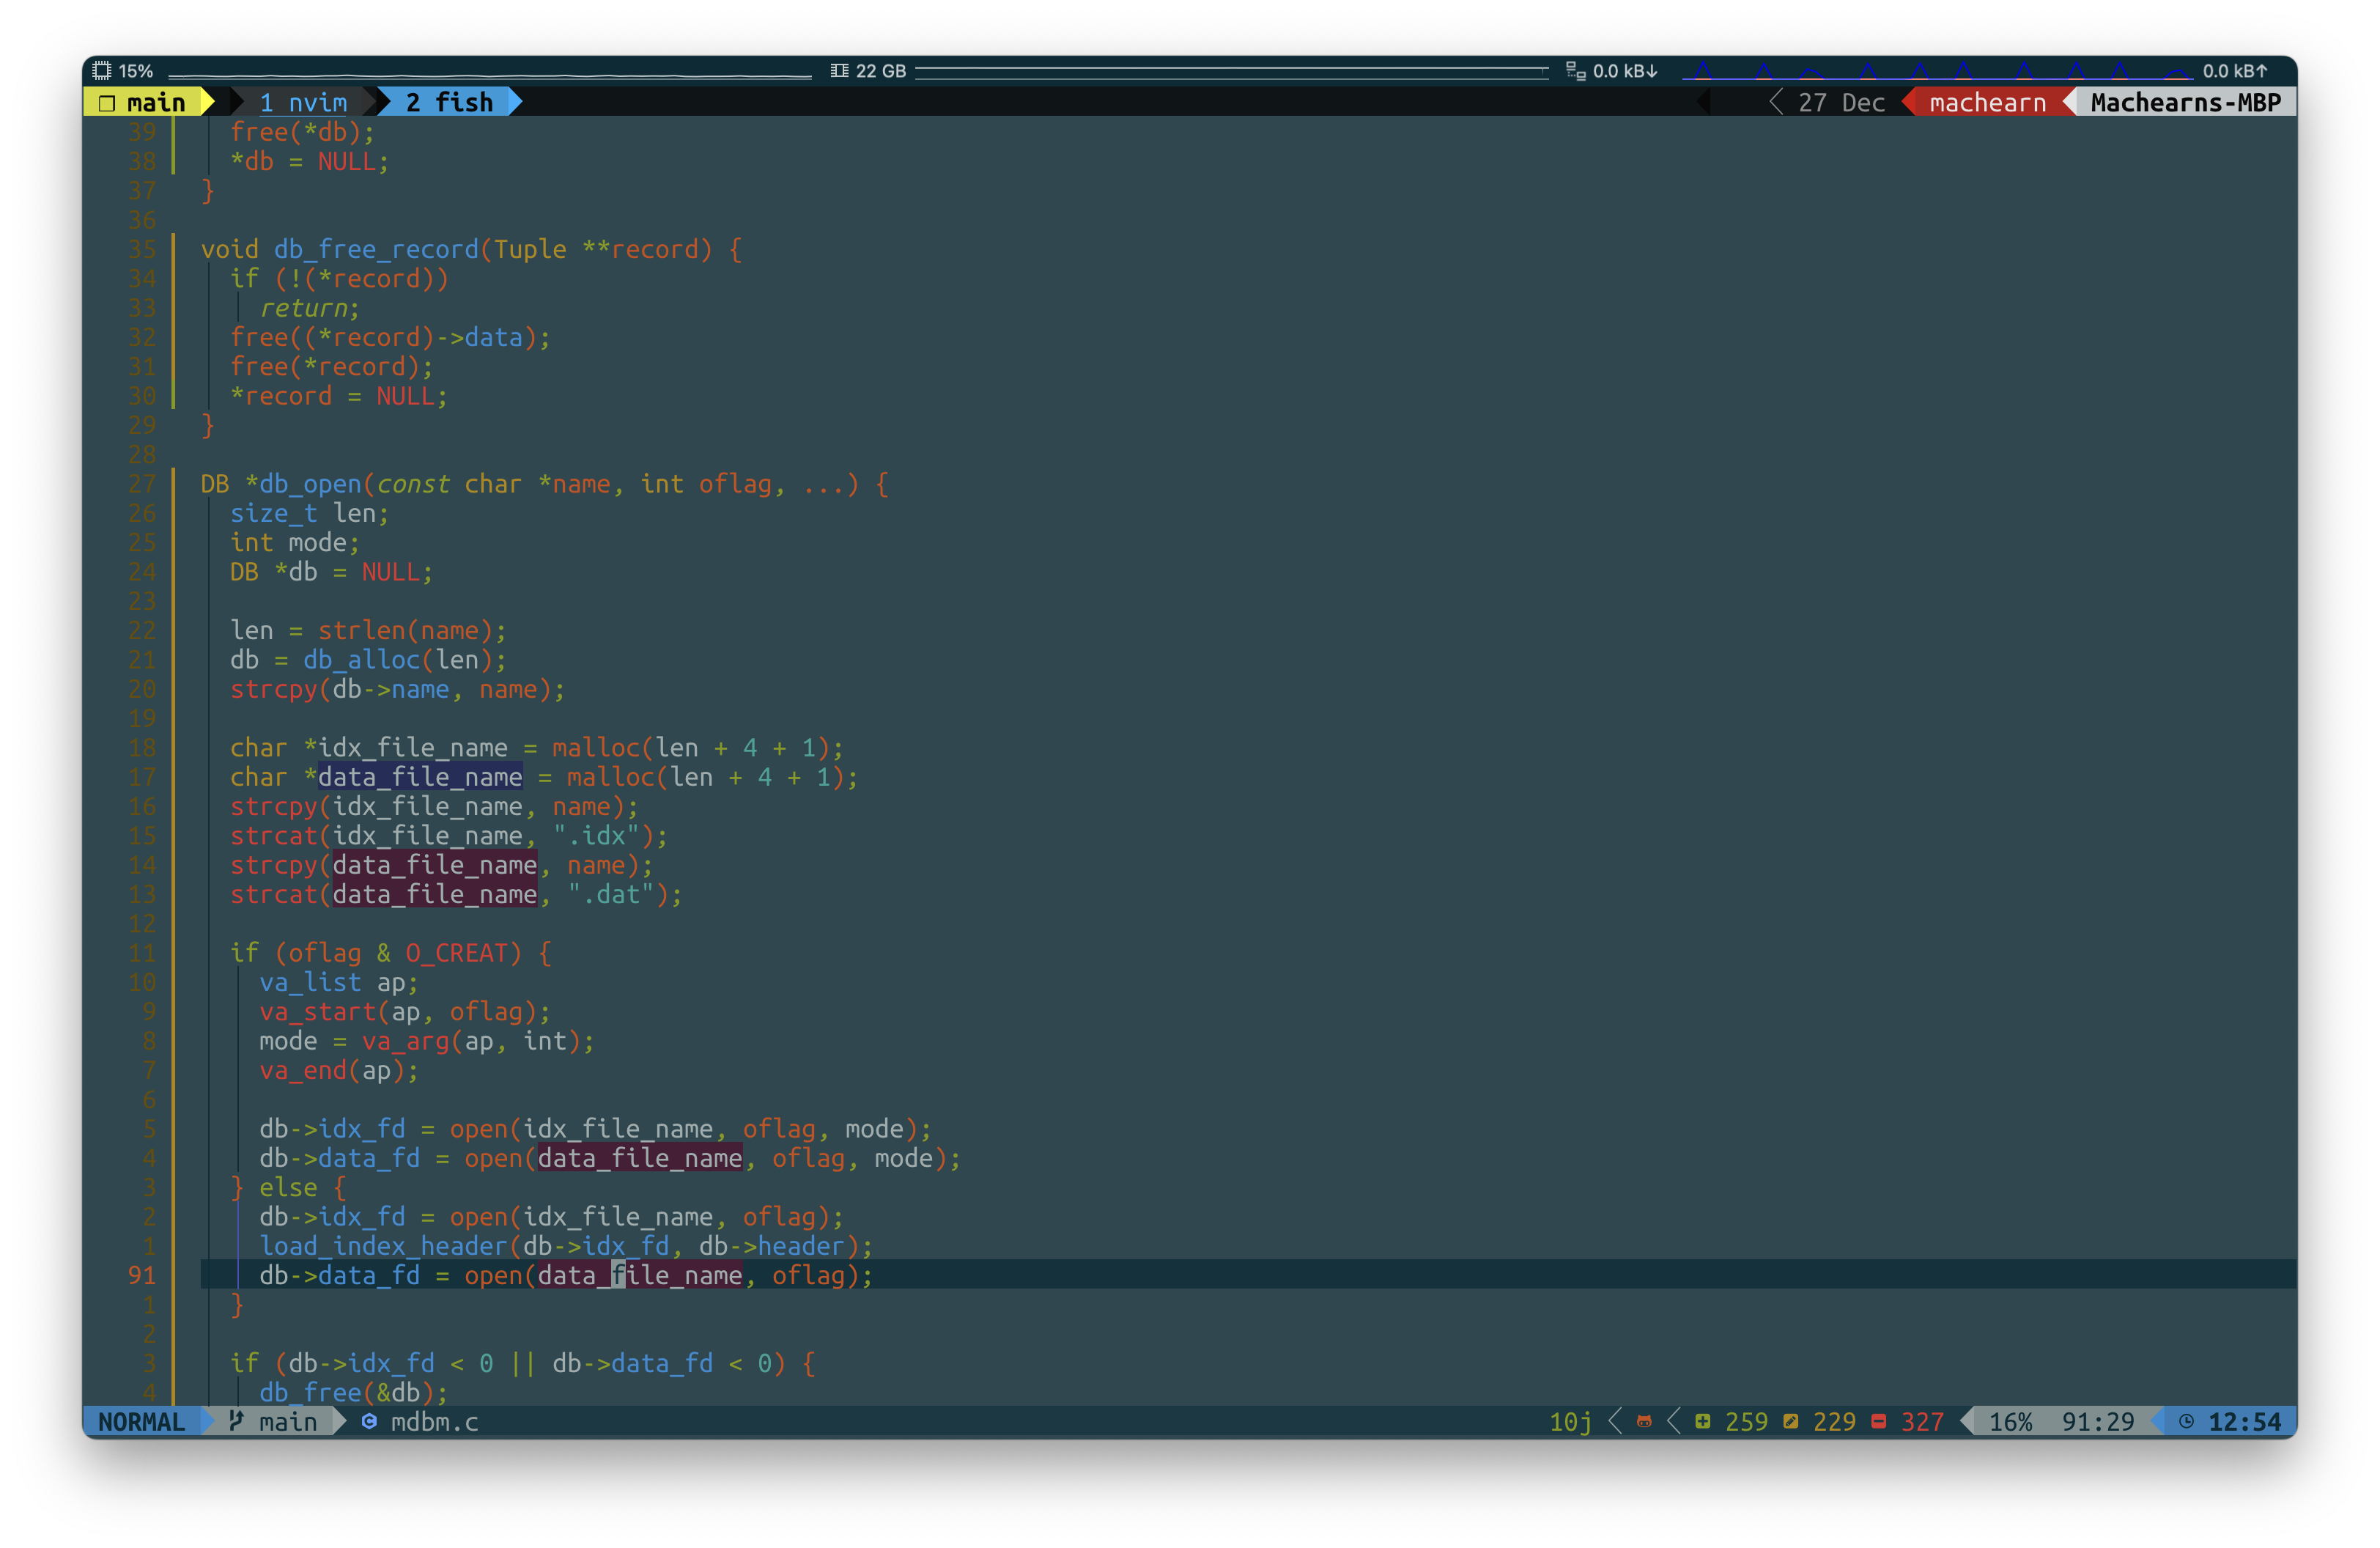 15% 22 GB 0.0 kB↓ 0.0 kB↑
❐ main 1 nvim 2 fish 27 Dec machearn Machearns-MBP
39 free(*db);
38 *db = NULL;
37 }
36
35 void db_free_record(Tuple **record) {
34 if (!(*record))
33 return;
32 free((*record)->data);
31 free(*record);
30 *record = NULL;
29 }
28
27 DB *db_open(const char *name, int oflag, ...) {
26 size_t len;
25 int mode;
24 DB *db = NULL;
23
22 len = strlen(name);
21 db = db_alloc(len);
20 strcpy(db->name, name);
19
18 char *idx_file_name = malloc(len + 4 + 1);
17 char *data_file_name = malloc(len + 4 + 1);
16 strcpy(idx_file_name, name);
15 strcat(idx_file_name, ".idx");
14 strcpy(data_file_name, name);
13 strcat(data_file_name, ".dat");
12
11 if (oflag & O_CREAT) {
10 va_list ap;
9 va_start(ap, oflag);
8 mode = va_arg(ap, int);
7 va_end(ap);
6
5 db->idx_fd = open(idx_file_name, oflag, mode);
4 db->data_fd = open(data_file_name, oflag, mode);
3 } else {
2 db->idx_fd = open(idx_file_name, oflag);
1 load_index_header(db->idx_fd, db->header);
91 db->data_fd = open(data_file_name, oflag);
1 }
2
3 if (db->idx_fd < 0 || db->data_fd < 0) {
4 db_free(&db);
NORMAL main mdbm.c 10j 259 229 327 16% 91:29 12:54